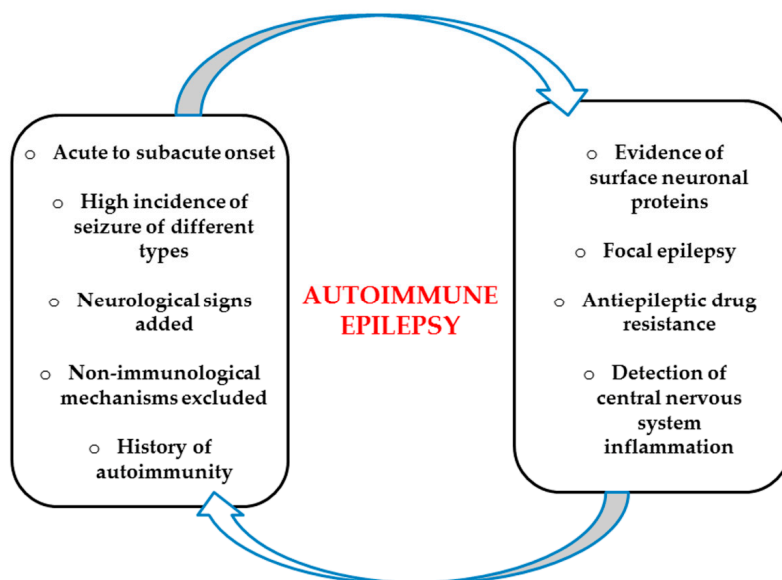 ○ Acute to subacute onset
○ High incidence of
seizure of different
types
○ Neurological signs
added
○ Non-immunological
mechanisms excluded
○ History of
autoimmunity
AUTOIMMUNE
EPILEPSY
○ Evidence of
surface neuronal
proteins
○ Focal epilepsy
○ Antiepileptic drug
resistance
○ Detection of
central nervous
system
inflammation